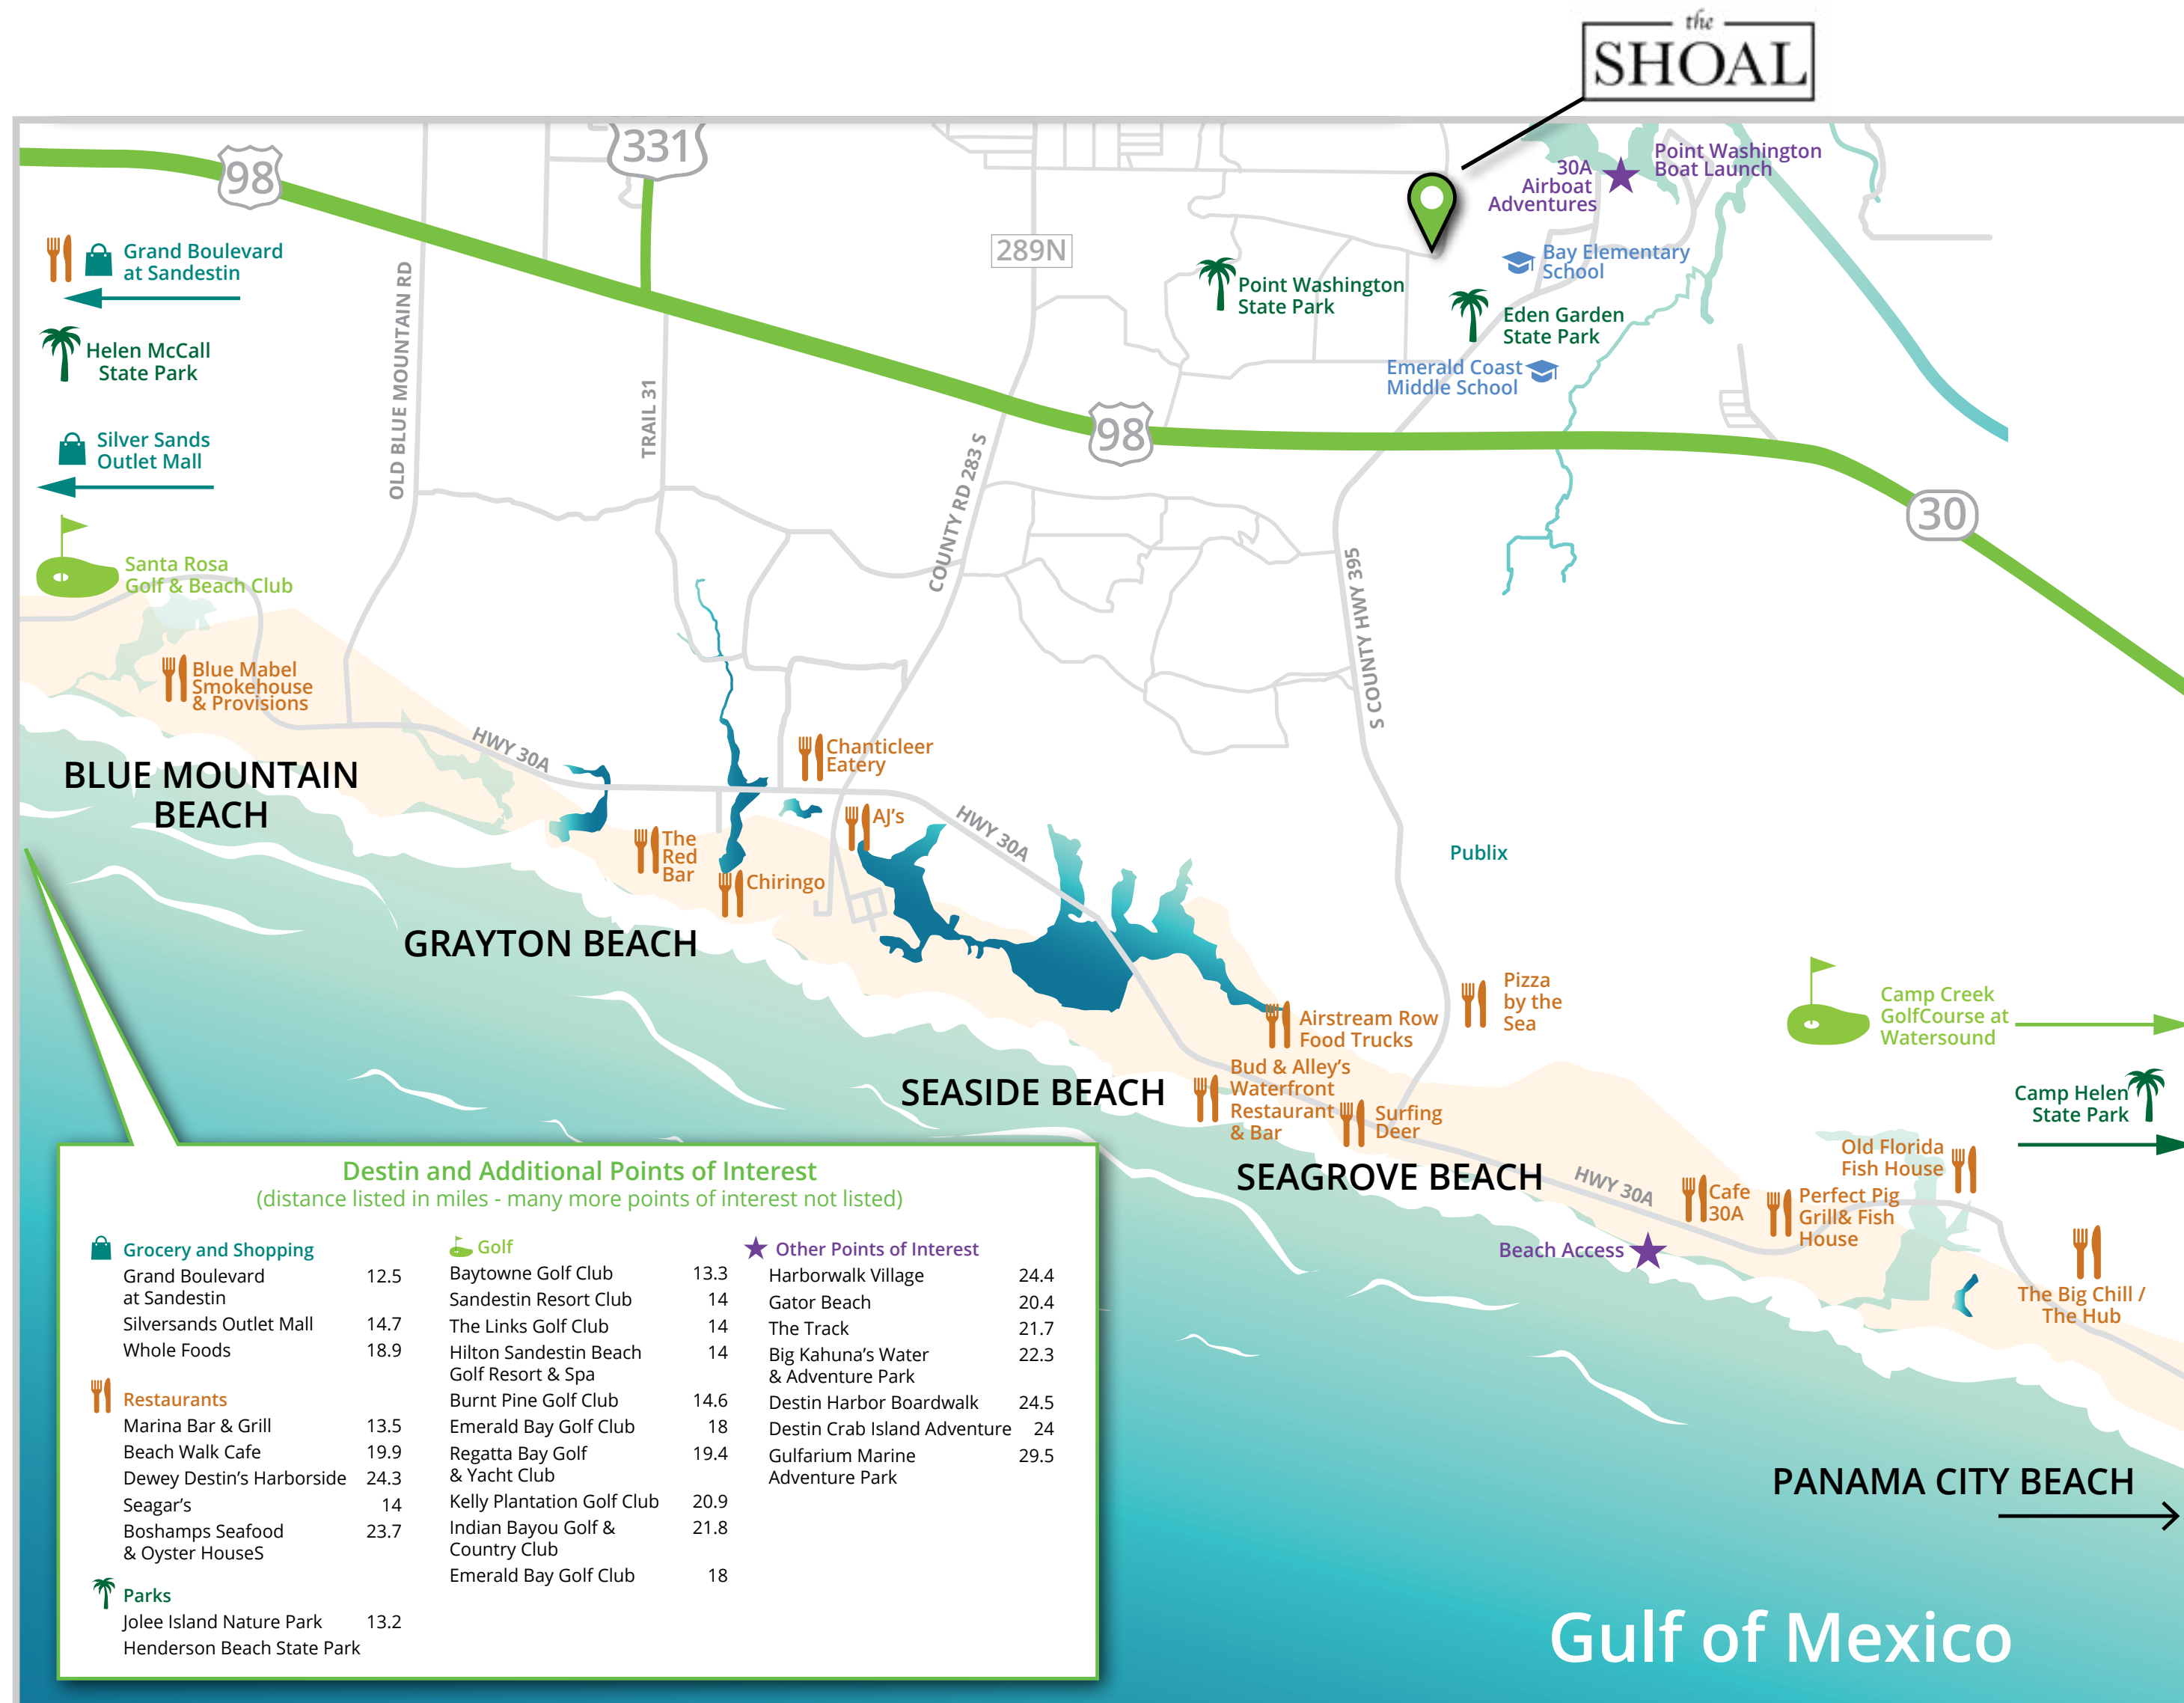 the
SHOAL
98
331
289N
98
30
OLD BLUE MOUNTAIN RD
TRAIL 31
COUNTY RD 283 S
S COUNTY HWY 395
HWY 30A
HWY 30A
HWY 30A
Grand Boulevard
at Sandestin
Helen McCall
State Park
Silver Sands
Outlet Mall
Santa Rosa
Golf & Beach Club
Blue Mabel
Smokehouse
& Provisions
30A
Airboat
Adventures
Point Washington
Boat Launch
Bay Elementary
School
Point Washington
State Park
Eden Garden
State Park
Emerald Coast
Middle School
BLUE MOUNTAIN
BEACH
Chanticleer
Eatery
AJ's
The
Red
Bar
Chiringo
GRAYTON BEACH
Publix
Pizza
by the
Sea
Airstream Row
Food Trucks
Camp Creek
GolfCourse at
Watersound
SEASIDE BEACH
Bud & Alley's
Waterfront
Restaurant
& Bar
Surfing
Deer
Camp Helen
State Park
SEAGROVE BEACH
Old Florida
Fish House
Cafe
30A
Perfect Pig
Grill& Fish
House
Beach Access
The Big Chill /
The Hub
PANAMA CITY BEACH
Gulf of Mexico
Destin and Additional Points of Interest
(distance listed in miles - many more points of interest not listed)
Grocery and Shopping
Grand Boulevard 12.5
at Sandestin
Silversands Outlet Mall 14.7
Whole Foods 18.9
Restaurants
Marina Bar & Grill 13.5
Beach Walk Cafe 19.9
Dewey Destin's Harborside 24.3
Seagar's 14
Boshamps Seafood 23.7
& Oyster HouseS
Parks
Jolee Island Nature Park 13.2
Henderson Beach State Park
Golf
Baytowne Golf Club 13.3
Sandestin Resort Club 14
The Links Golf Club 14
Hilton Sandestin Beach 14
Golf Resort & Spa
Burnt Pine Golf Club 14.6
Emerald Bay Golf Club 18
Regatta Bay Golf 19.4
& Yacht Club
Kelly Plantation Golf Club 20.9
Indian Bayou Golf & 21.8
Country Club
Emerald Bay Golf Club 18
Other Points of Interest
Harborwalk Village 24.4
Gator Beach 20.4
The Track 21.7
Big Kahuna's Water 22.3
& Adventure Park
Destin Harbor Boardwalk 24.5
Destin Crab Island Adventure 24
Gulfarium Marine 29.5
Adventure Park